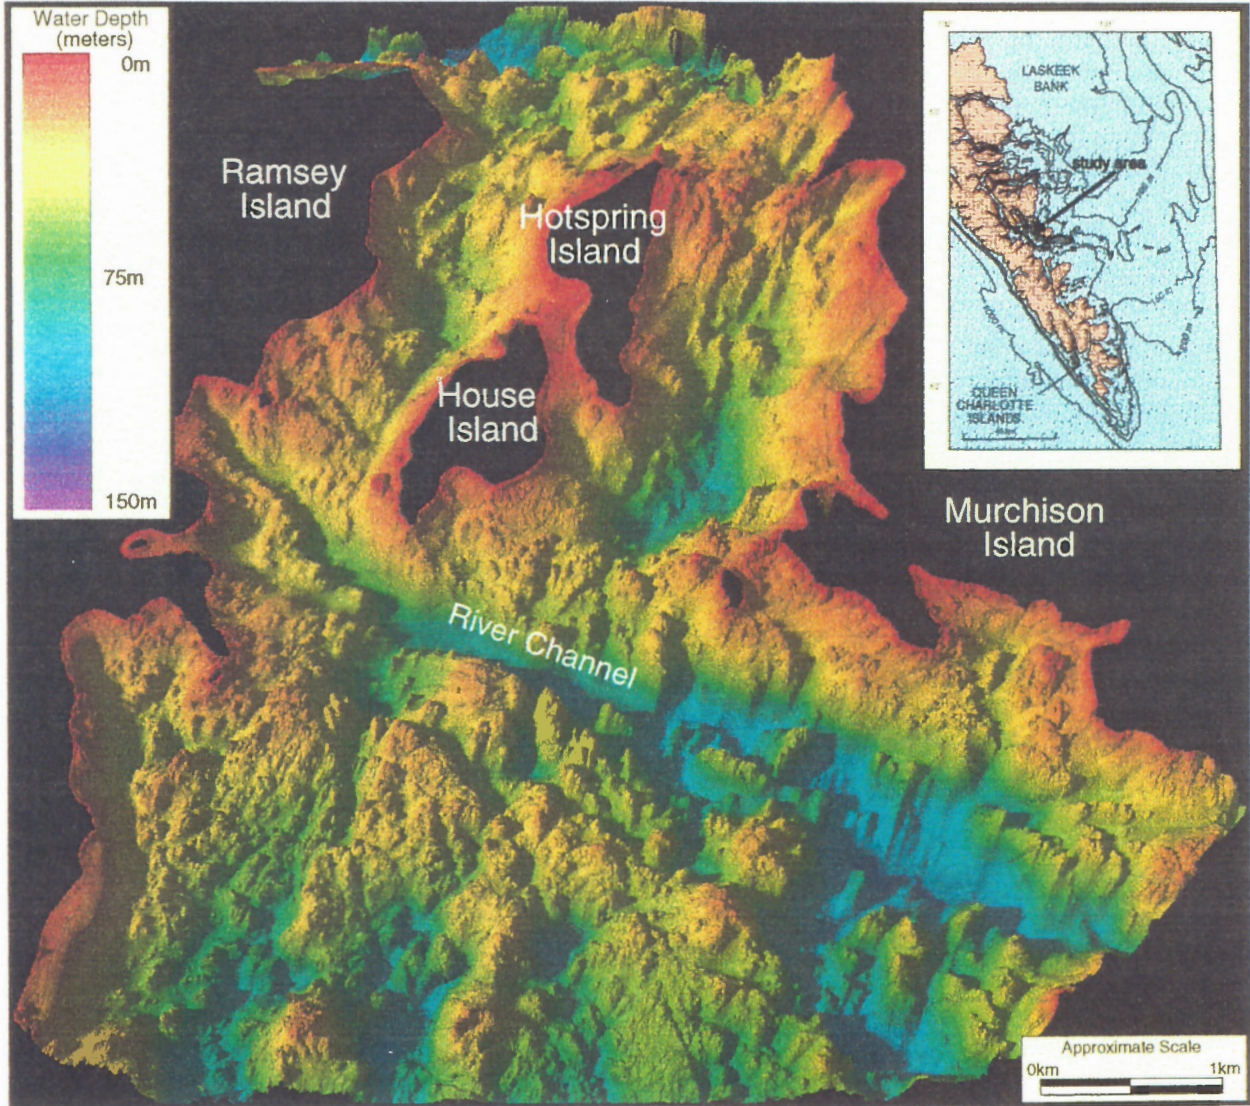 Water Depth
(meters)
0m
75m
150m
Ramsey
Island
Hotspring
Island
House
Island
River Channel
Murchison
Island
LASKEEK
BANK
study area
QUEEN
CHARLOTTE
ISLANDS
Approximate Scale
0km
1km